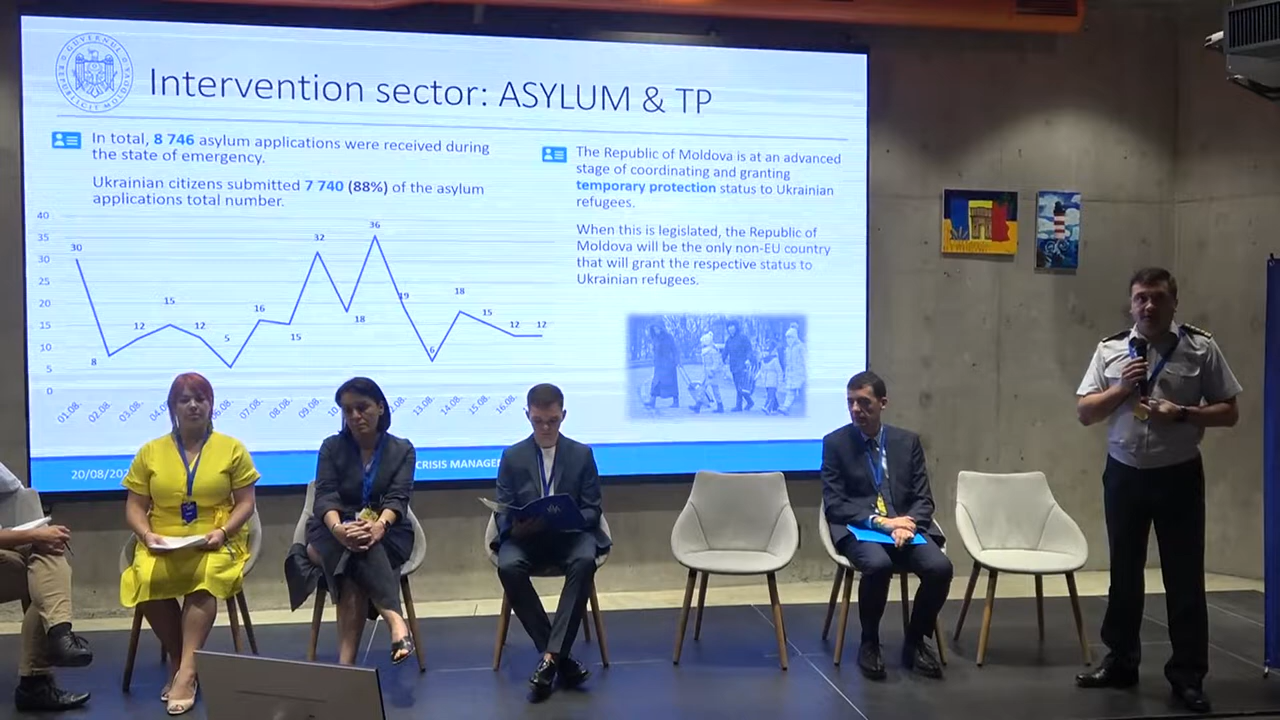 GUVERNUL
REPUBLICII MOLDOVA
Intervention sector: ASYLUM & TP
In total, 8 746 asylum applications were received during
the state of emergency.
Ukrainian citizens submitted 7 740 (88%) of the asylum
applications total number.
The Republic of Moldova is at an advanced
stage of coordinating and granting
temporary protection status to Ukrainian
refugees.
When this is legislated, the Republic of
Moldova will be the only non-EU country
that will grant the respective status to
Ukrainian refugees.
40
35
30
25
20
15
10
5
0
30
8
12
15
12
5
16
15
32
18
36
19
6
18
15
12
12
01.08.
02.08.
03.08.
06.08.
07.08.
08.08.
09.08.
13.08.
14.08.
15.08.
16.08.
20/08/202
CRISIS MANAGE